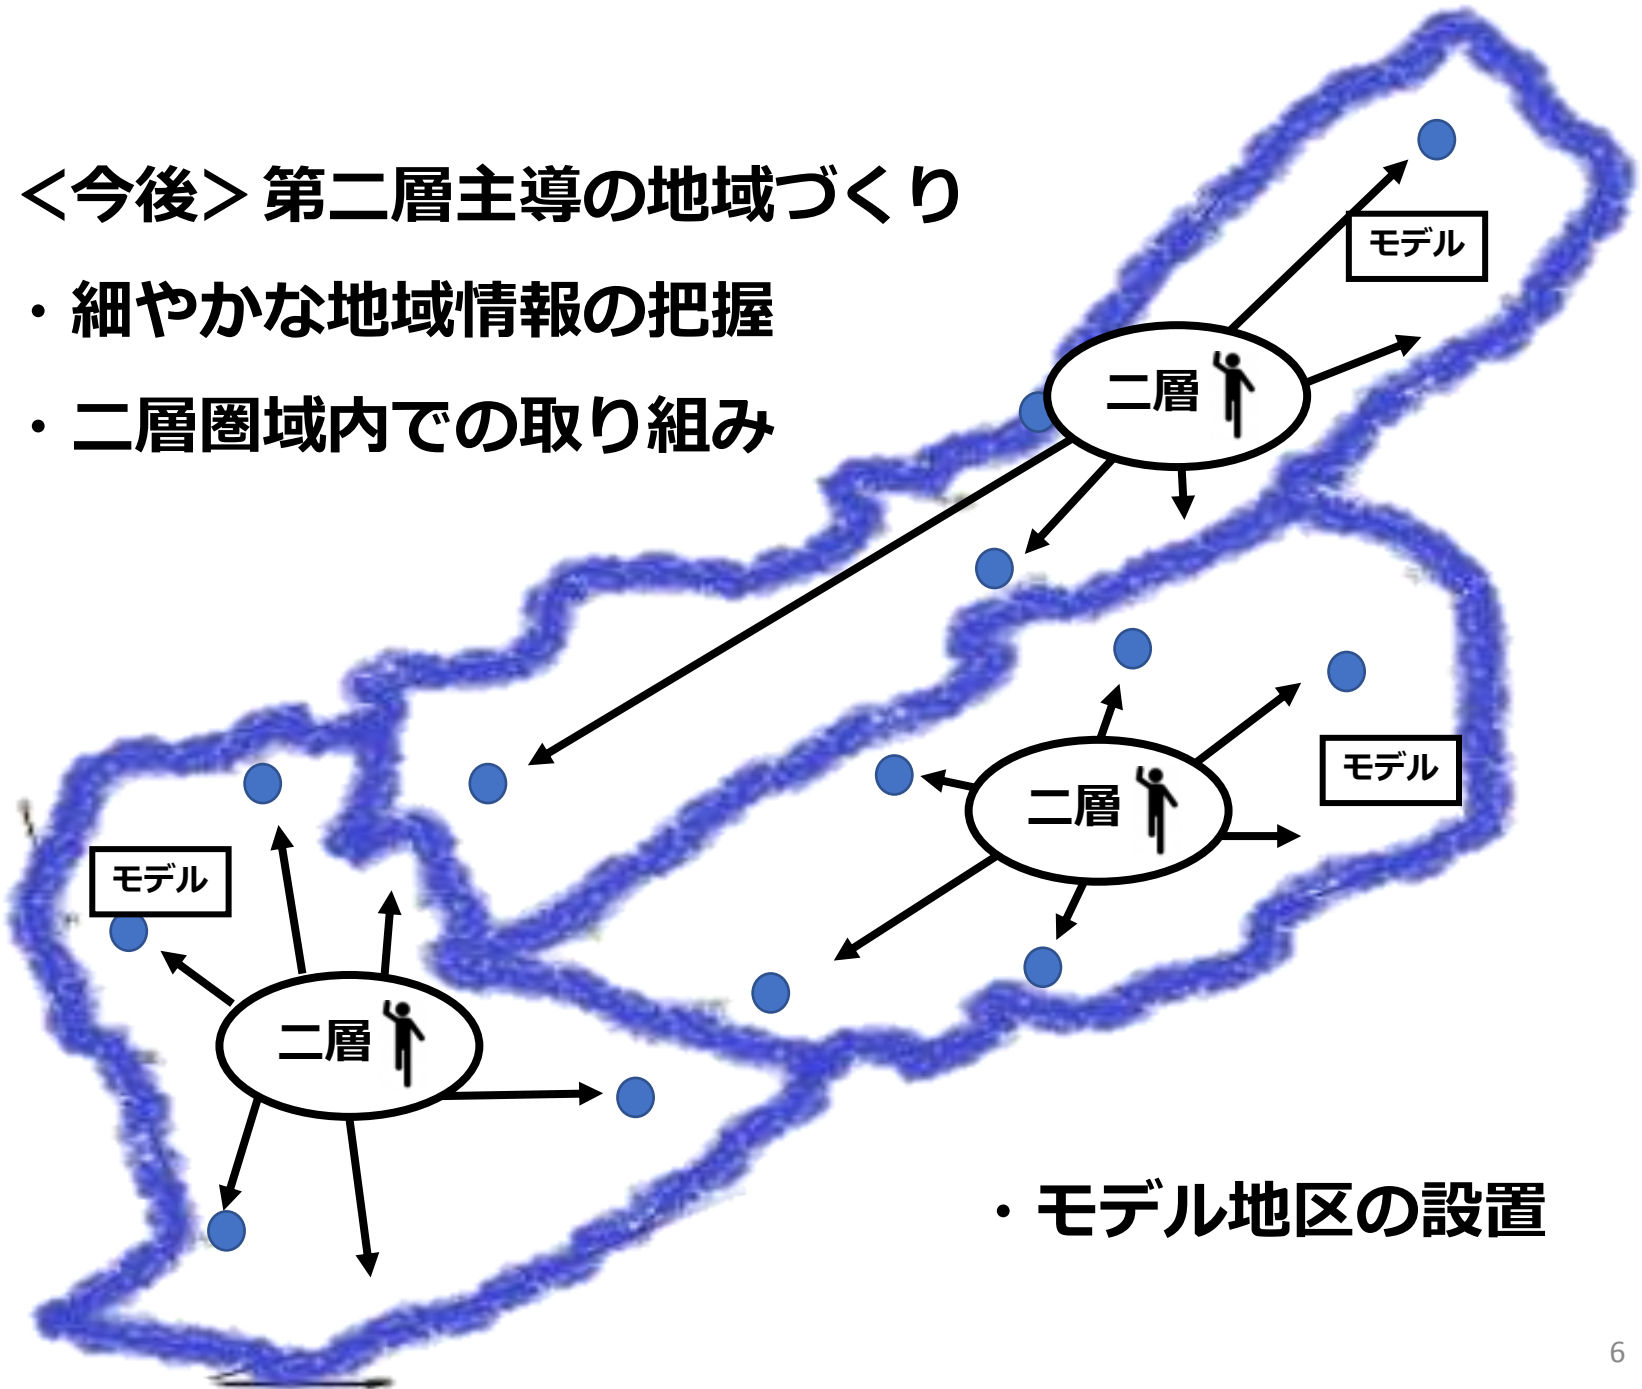 ＜今後＞第二層主導の地域づくり
・細やかな地域情報の把握
・二層圏域内での取り組み
モデル
二層
モデル
二層
モデル
二層
・モデル地区の設置
6